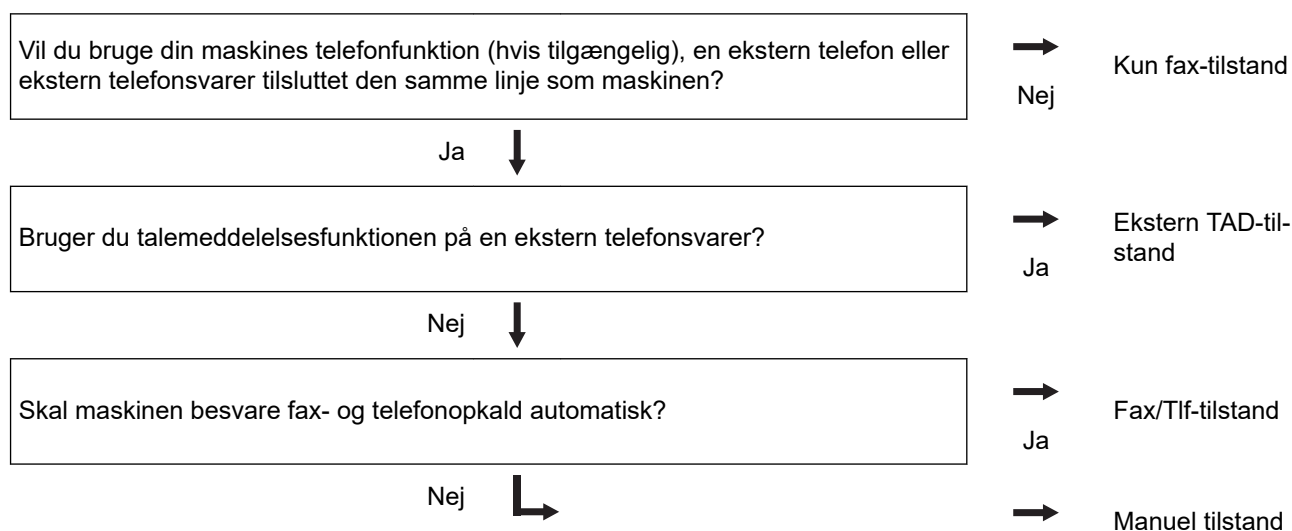 Vil du bruge din maskines telefonfunktion (hvis tilgængelig), en ekstern telefon eller
ekstern telefonsvarer tilsluttet den samme linje som maskinen?
Nej
Kun fax-tilstand
Ja
Bruger du talemeddelelsesfunktionen på en ekstern telefonsvarer?
Ja
Ekstern TAD-til-
stand
Nej
Skal maskinen besvare fax- og telefonopkald automatisk?
Ja
Fax/Tlf-tilstand
Nej
Manuel tilstand